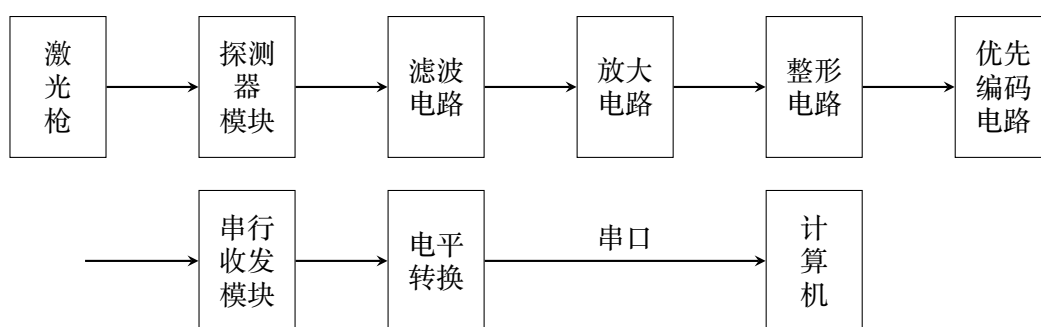 激
光
枪
探测
器
模块
滤波
电路
放大
电路
整形
电路
优先
编码
电路
串行
收发
模块
电平
转换
串口
计
算
机